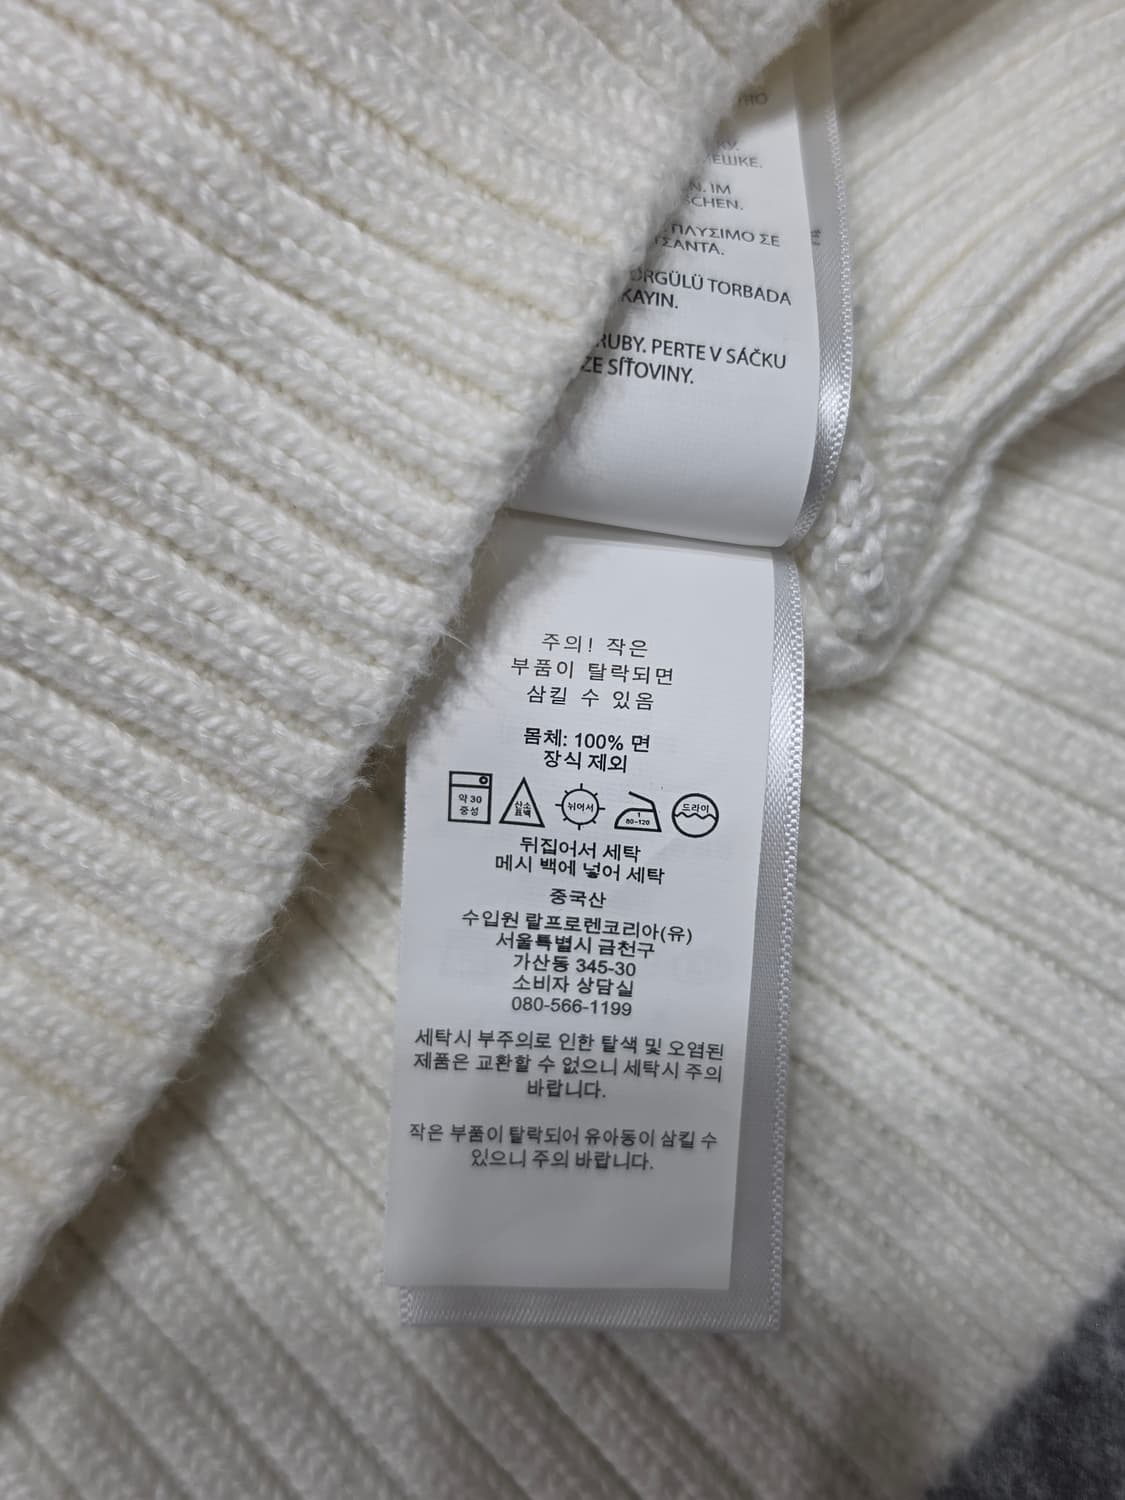 ЕШКЕ.
N. IM
SCHEN.
ΠΛΥΣΙΜΟ ΣΕ
ΤΣΑΝΤΑ.
ÖRGÜLÜ TORBADA
KAYIN.
RUBY. PERTE V SÁČKU
ZE SÍŤOVINY.
주의! 작은
부품이 탈락되면
삼킬 수 있음
몸체: 100% 면
장식 제외
약 30
중성
산소
표백
뉘어서
1
80-120
드라이
뒤집어서 세탁
메시 백에 넣어 세탁
중국산
수입원 랄프로렌코리아(유)
서울특별시 금천구
가산동 345-30
소비자 상담실
080-566-1199
세탁시 부주의로 인한 탈색 및 오염된
제품은 교환할 수 없으니 세탁시 주의
바랍니다.
작은 부품이 탈락되어 유아동이 삼킬 수
있으니 주의 바랍니다.